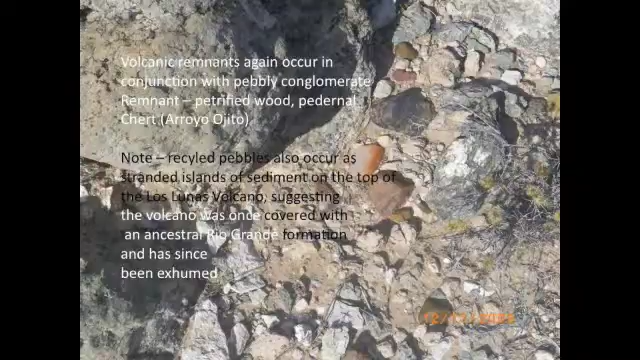 Volcanic remnants again occur in
conjunction with pebbly conglomerate
Remnant – petrified wood, pedernal
Chert (Arroyo Ojito)
Note – recyled pebbles also occur as
stranded islands of sediment on the top of
the Los Lunas Volcano, suggesting
the volcano was once covered with
an ancestral Rio Grande formation
and has since
been exhumed